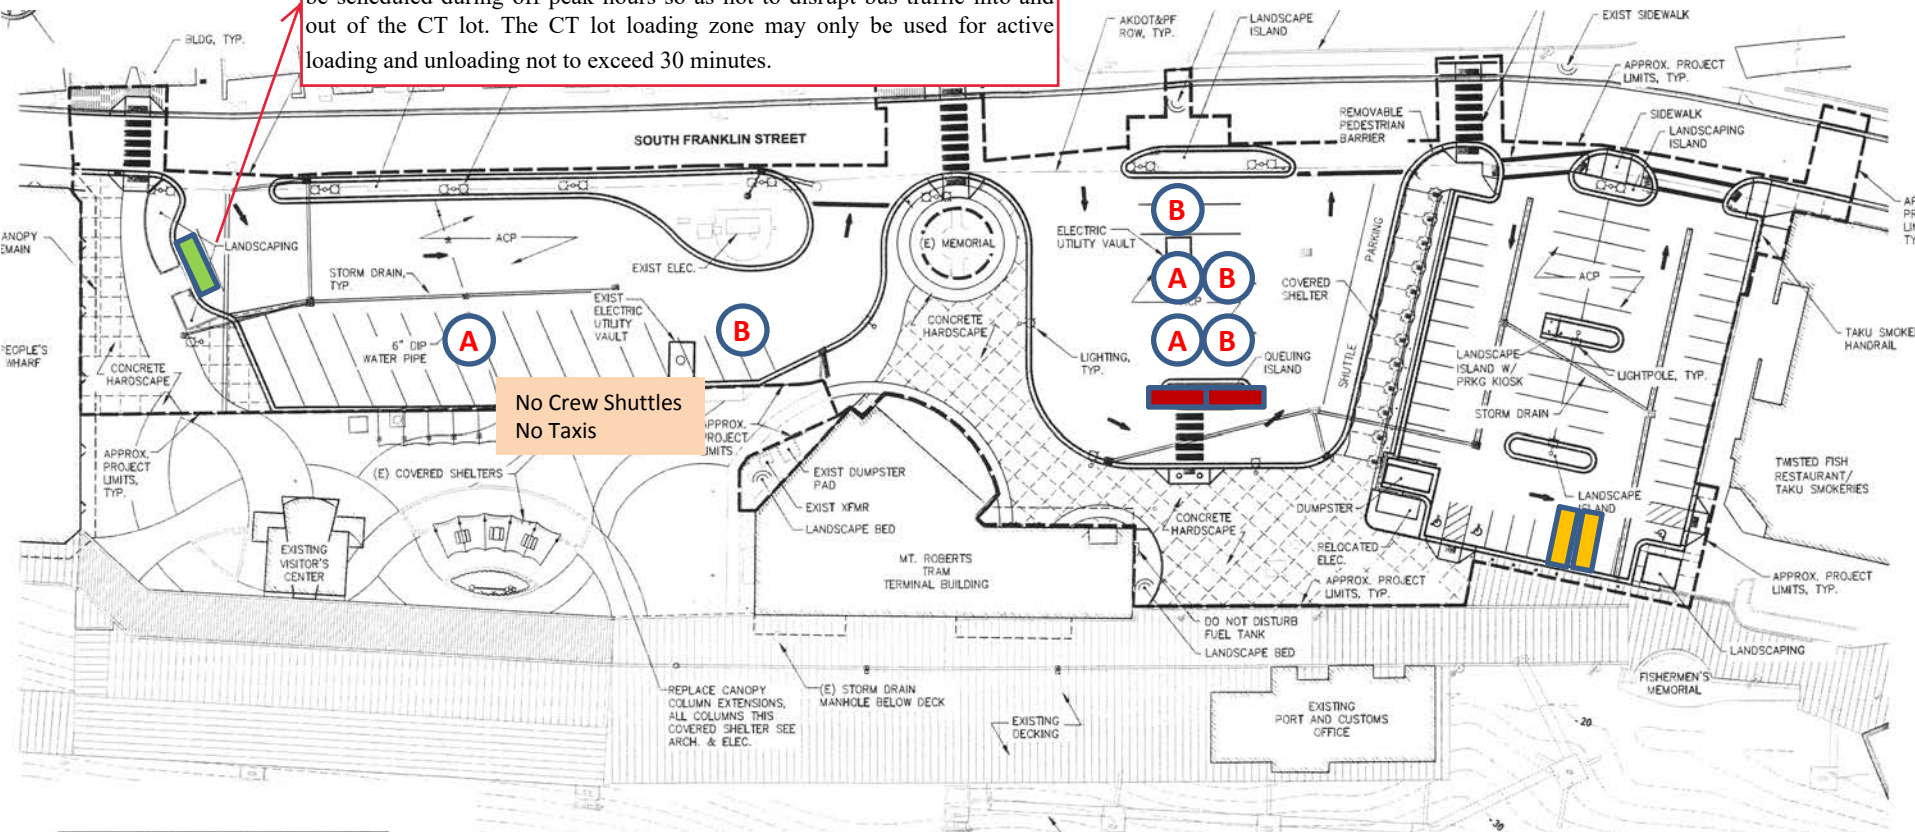 be scheduled during off peak hours so as not to disrupt bus traffic into and
out of the CT lot. The CT lot loading zone may only be used for active
loading and unloading not to exceed 30 minutes.
BLDG, TYP.
AKDOT&PF
ROW, TYP.
LANDSCAPE
ISLAND
EXIST SIDEWALK
APPROX. PROJECT
LIMITS, TYP.
REMOVABLE
PEDESTRIAN
BARRIER
SIDEWALK
LANDSCAPING
ISLAND
SOUTH FRANKLIN STREET
LANDSCAPING
ACP
STORM DRAIN,
TYP.
EXIST ELEC.
EXIST
ELECTRIC
UTILITY
VAULT
(E) MEMORIAL
ELECTRIC
UTILITY VAULT
B
A
B
A
B
COVERED
SHELTER
PARKING
SHUTTLE
ACP
6" DIP
WATER PIPE
A
B
CONCRETE
HARDSCAPE
LIGHTING,
TYP.
QUEUING
ISLAND
LANDSCAPE
ISLAND W/
PRKG KIOSK
LIGHTPOLE, TYP.
STORM DRAIN
HANDRAIL
CONCRETE
HARDSCAPE
No Crew Shuttles
No Taxis
APPROX.
PROJECT
LIMITS,
TYP.
(E) COVERED SHELTERS
EXIST DUMPSTER
PAD
EXIST XFMR
LANDSCAPE BED
CONCRETE
HARDSCAPE
DUMPSTER
RELOCATED
ELEC.
APPROX. PROJECT
LIMITS, TYP.
LANDSCAPE
ISLAND
TWISTED FISH
RESTAURANT/
TAKU SMOKERIES
APPROX. PROJECT
LIMITS, TYP.
EXISTING
VISITOR'S
CENTER
MT. ROBERTS
TRAM
TERMINAL BUILDING
DO NOT DISTURB
FUEL TANK
LANDSCAPE BED
LANDSCAPING
FISHERMEN'S
MEMORIAL
REPLACE CANOPY
COLUMN EXTENSIONS,
ALL COLUMNS THIS
COVERED SHELTER SEE
ARCH. & ELEC.
(E) STORM DRAIN
MANHOLE BELOW DECK
EXISTING
DECKING
EXISTING
PORT AND CUSTOMS
OFFICE
-20
-30